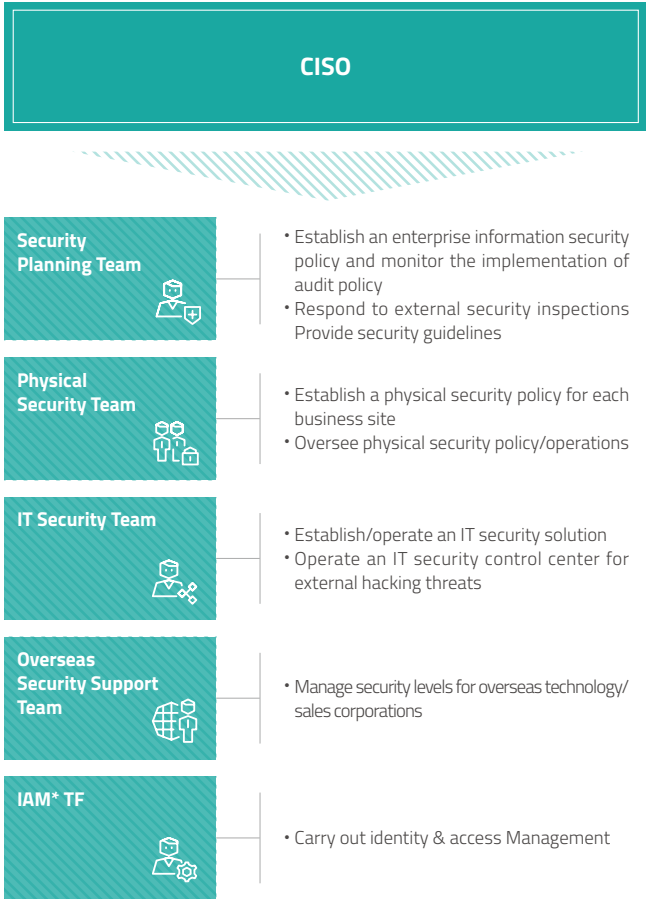 CISO
Security
Planning Team
• Establish an enterprise information security
policy and monitor the implementation of
audit policy
• Respond to external security inspections
Provide security guidelines
Physical
Security Team
• Establish a physical security policy for each
business site
• Oversee physical security policy/operations
IT Security Team
• Establish/operate an IT security solution
• Operate an IT security control center for
external hacking threats
Overseas
Security Support
Team
• Manage security levels for overseas technology/
sales corporations
IAM* TF
• Carry out identity & access Management